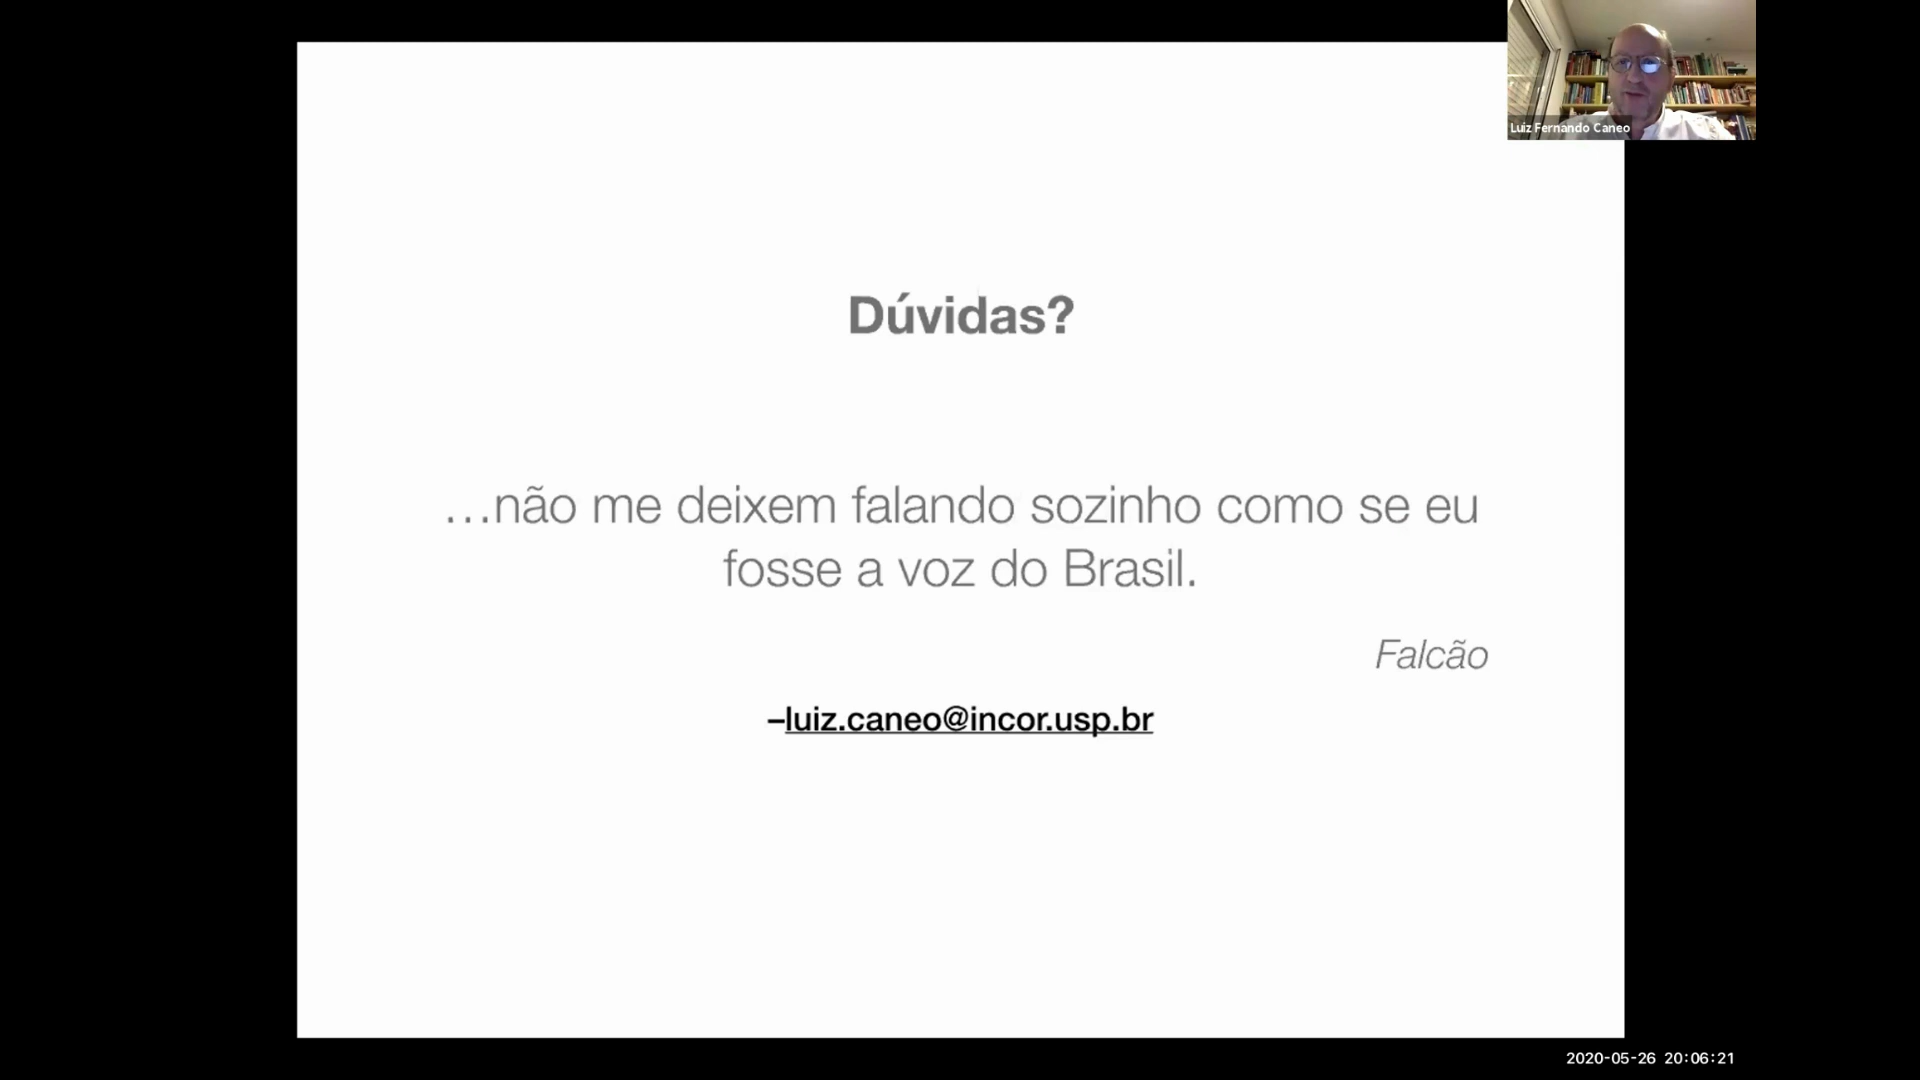 Luiz Fernando Caneo
Dúvidas?
...não me deixem falando sozinho como se eu
fosse a voz do Brasil.
Falcão
–luiz.caneo@incor.usp.br
2020-05-26 20:06:21